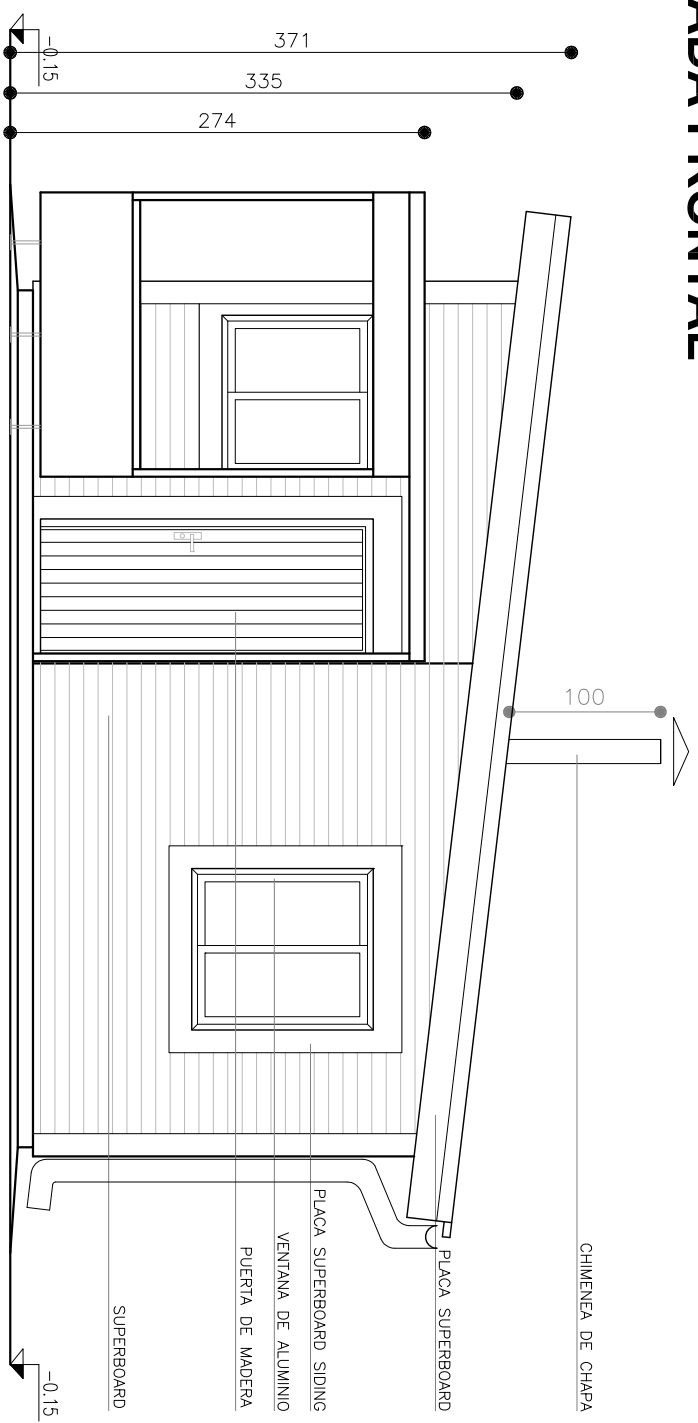 371
335
274
-0.15
100
CHIMENEA DE CHAPA
PLACA SUPERBOARD
PLACA SUPERBOARD SIDING
VENTANA DE ALUMINIO
PUERTA DE MADERA
SUPERBOARD
-0.15